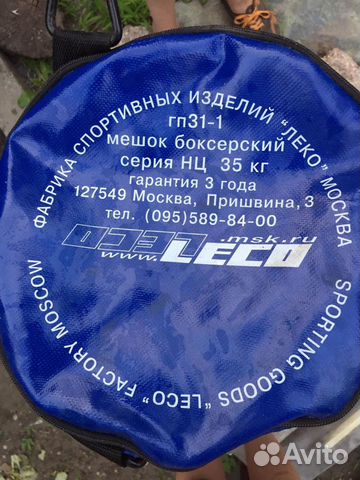 ФАБРИКА СПОРТИВНЫХ ИЗДЕЛИЙ "ЛЕКО" МОСКВА
гп31-1
мешок боксерский
серия НЦ 35 кг
гарантия 3 года
127549 Москва, Пришвина, 3
тел. (095)589-84-00
www.LECO.msk.ru
SPORTING GOODS "LECO" FACTORY MOSCOW
Avito